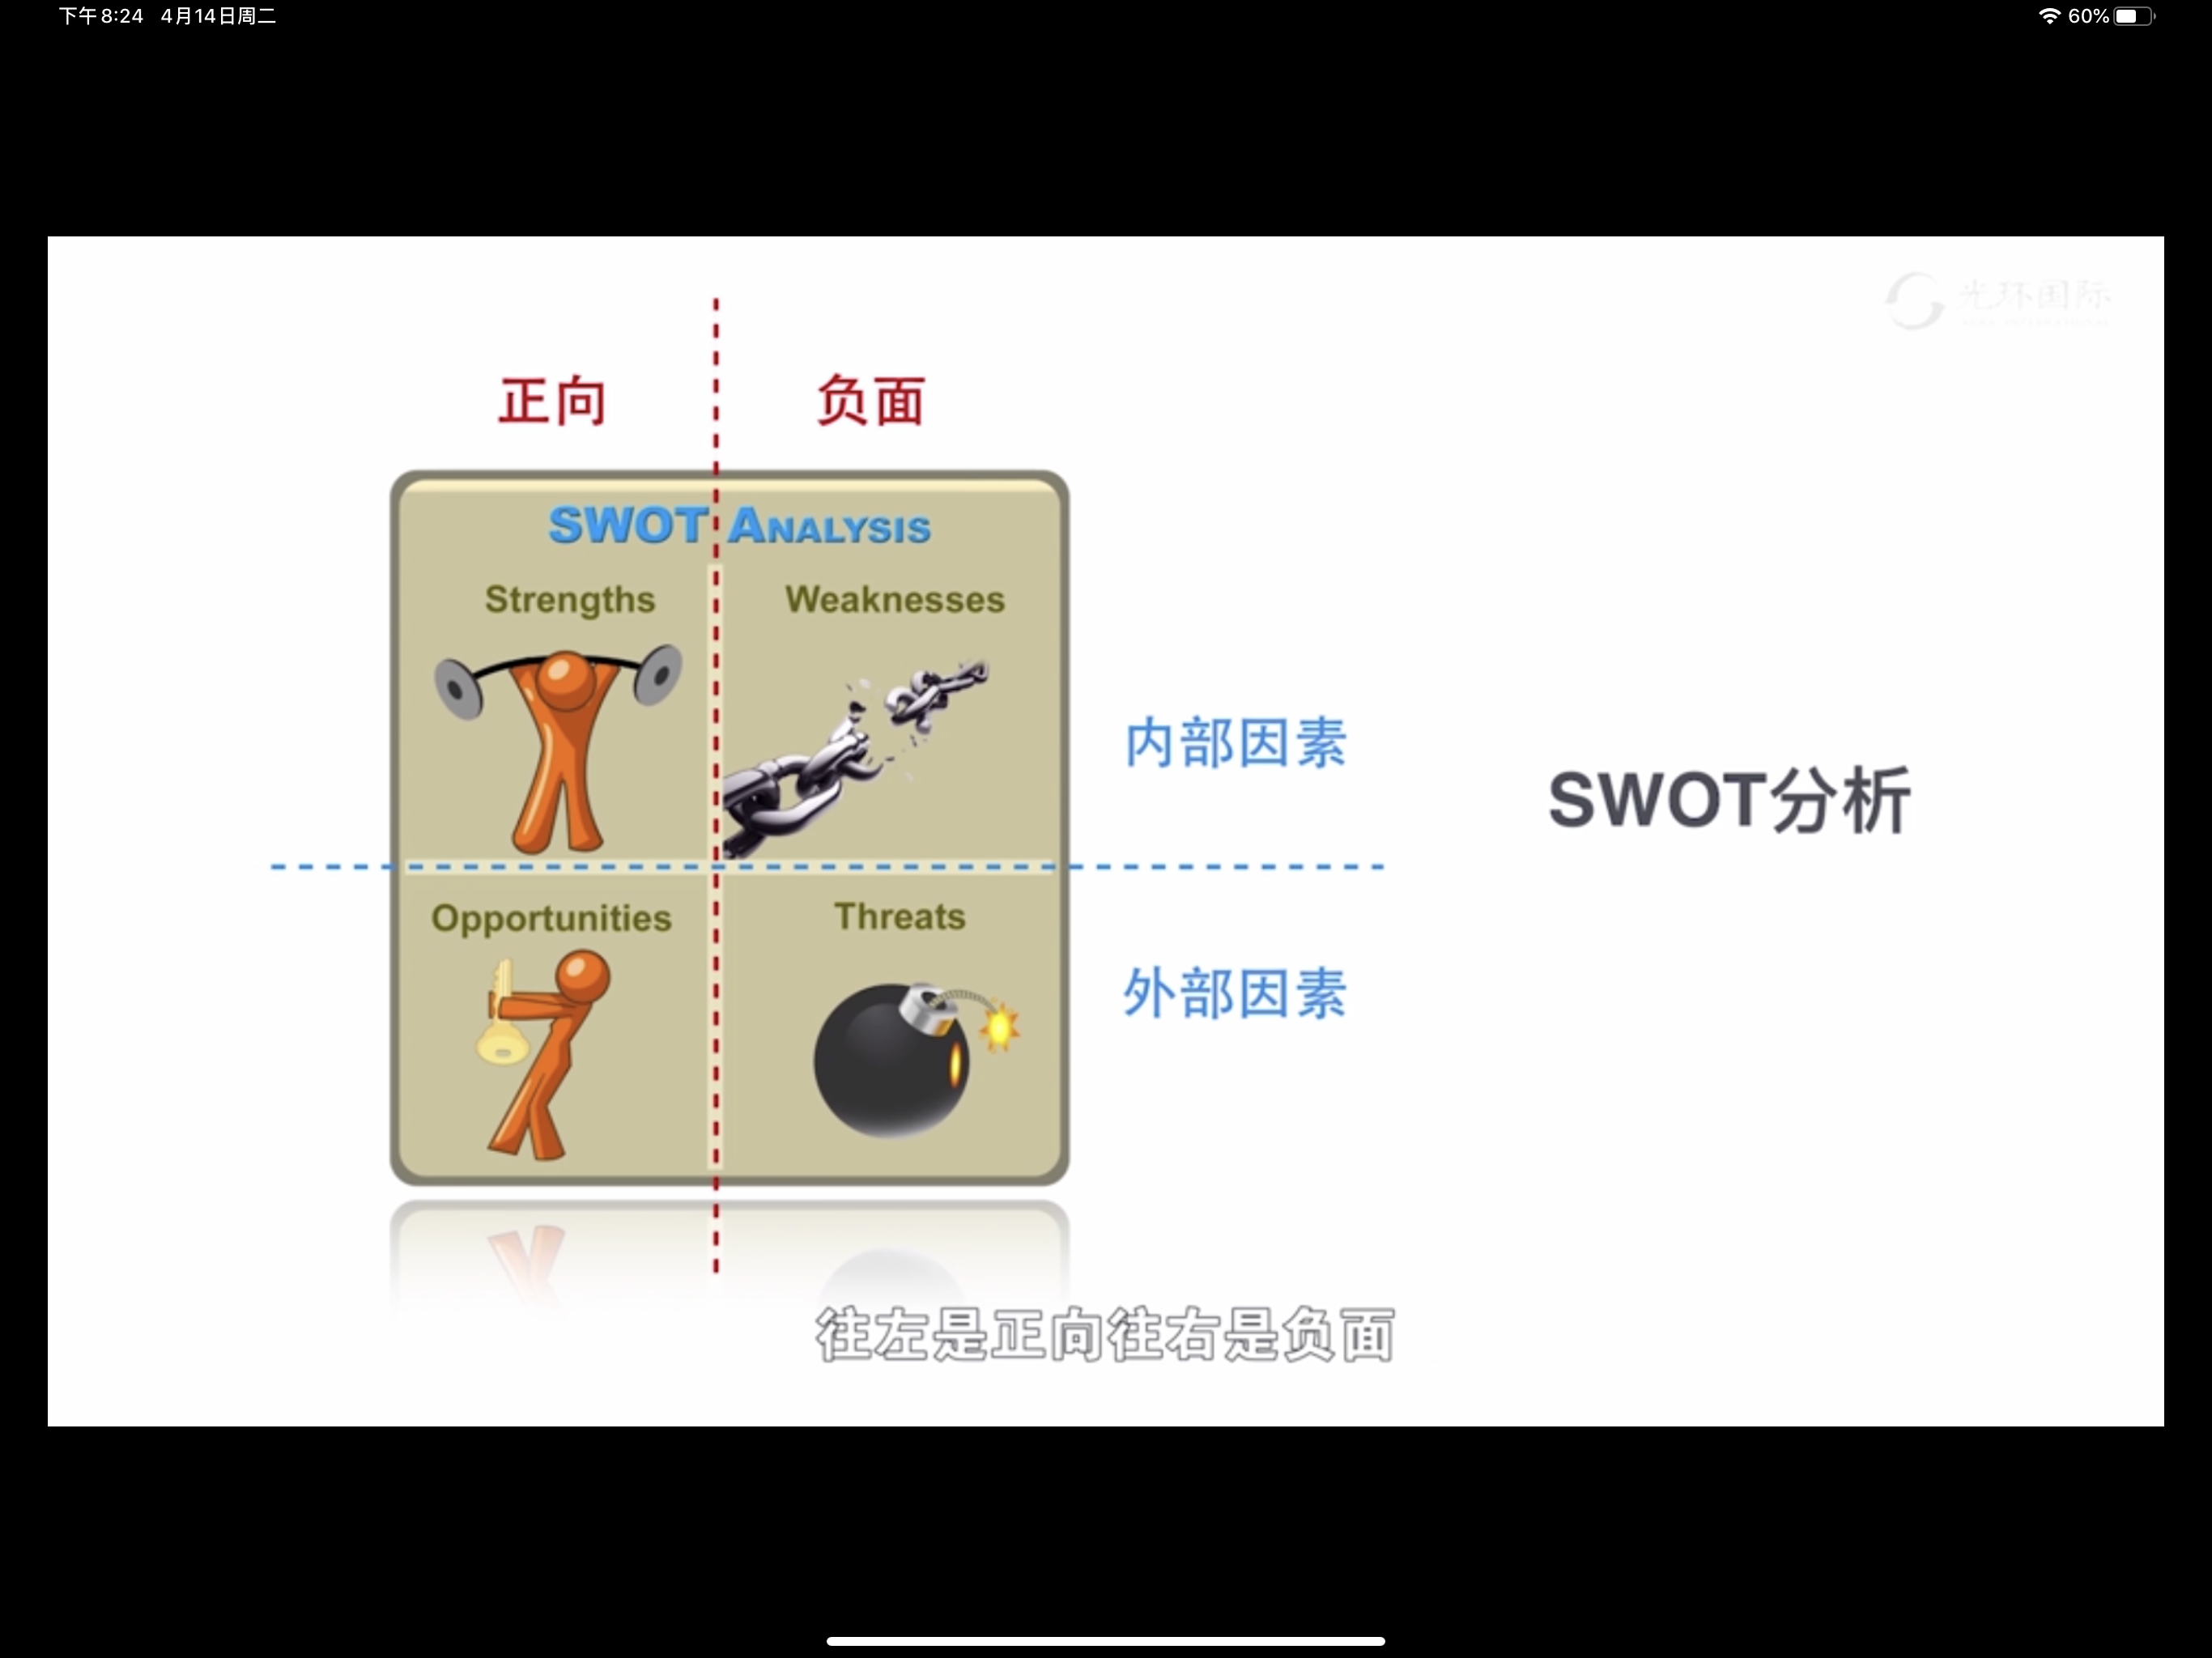 下午8:24 4月14日周二
60%
光环国际
正向 负面
SWOT ANALYSIS
Strengths Weaknesses
内部因素
SWOT分析
Opportunities Threats
外部因素
往左是正向往右是负面